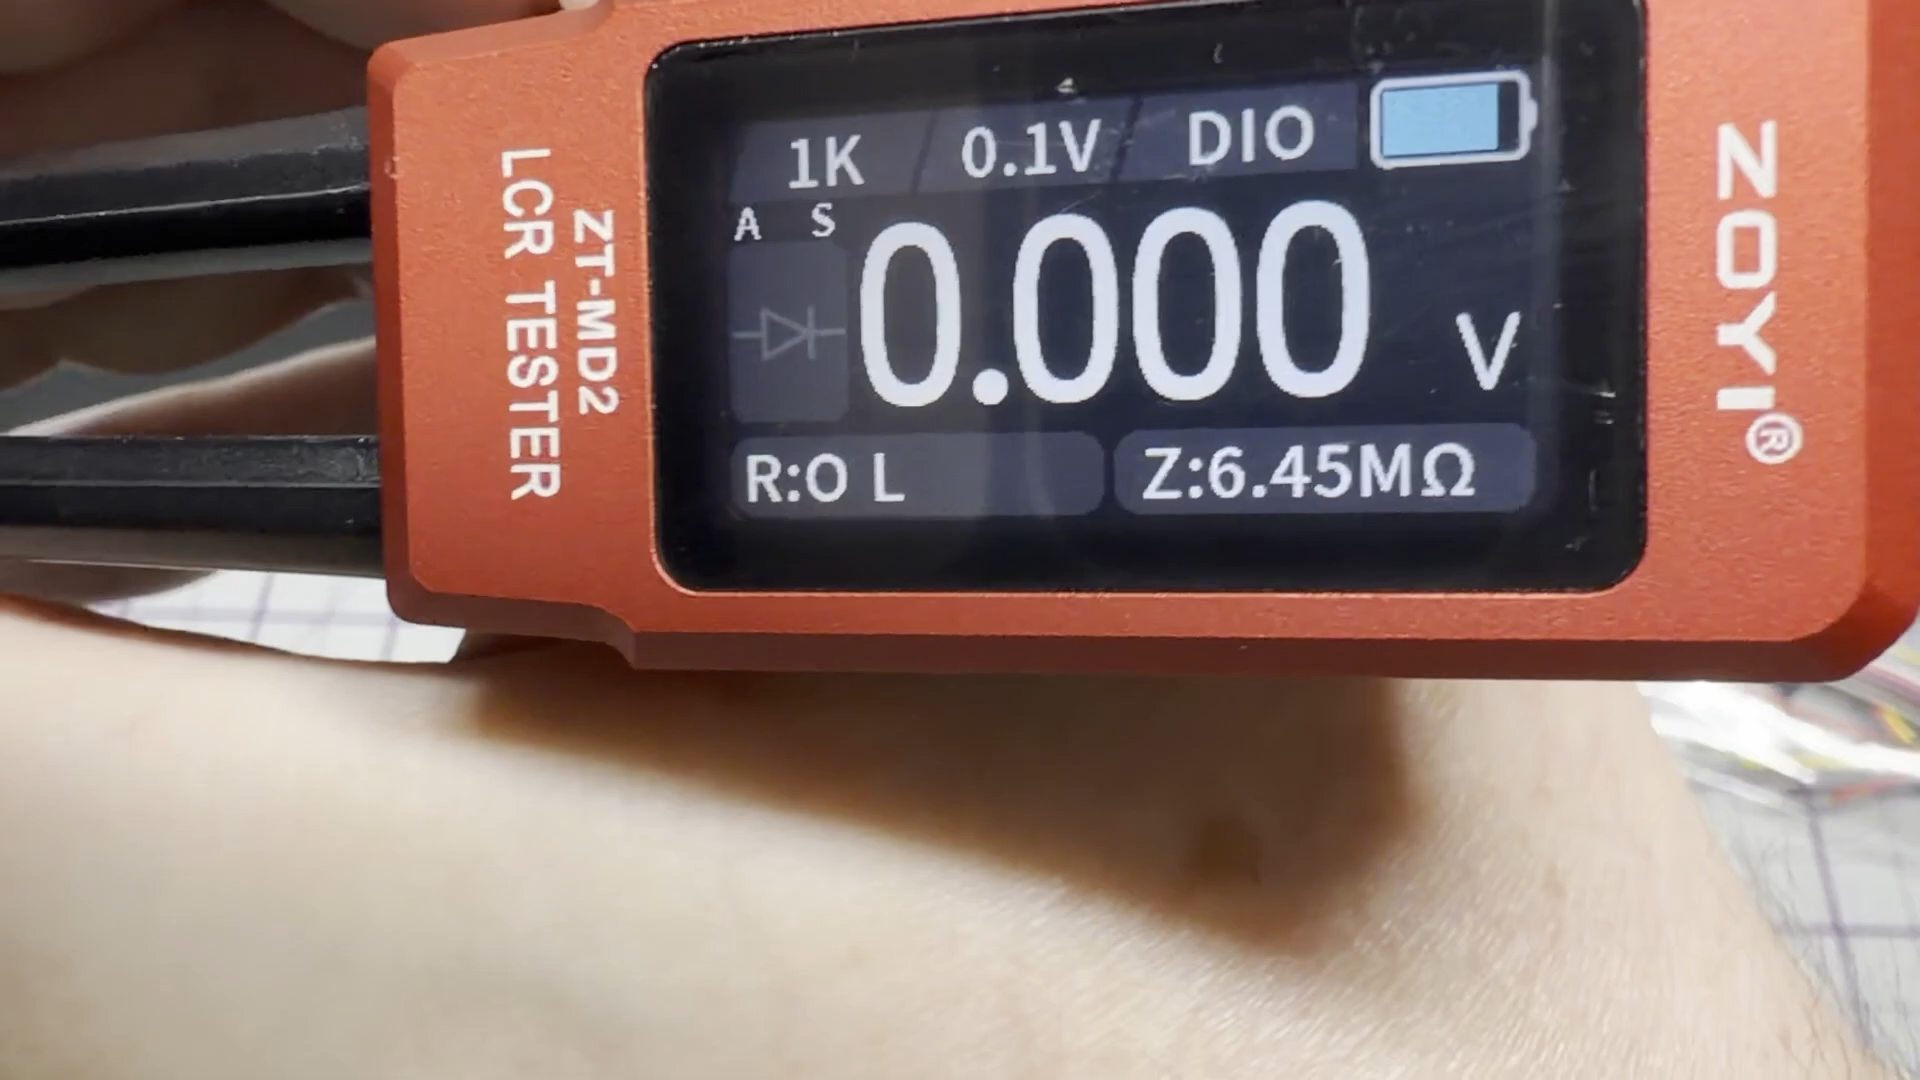 LCR TESTER
ZT-MD2
1K 0.1V DIO
A S
0.000 V
R:O L Z:6.45MΩ
ZOYI®